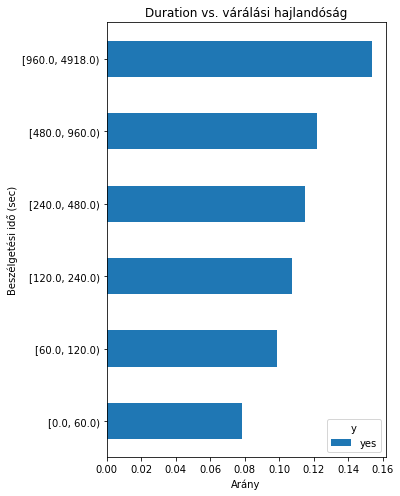 Duration vs. várálási hajlandóság
Beszélgetési idő (sec)
[960.0, 4918.0)
[480.0, 960.0)
[240.0, 480.0)
[120.0, 240.0)
[60.0, 120.0)
[0.0, 60.0)
y
yes
0.00 0.02 0.04 0.06 0.08 0.10 0.12 0.14 0.16
Arány